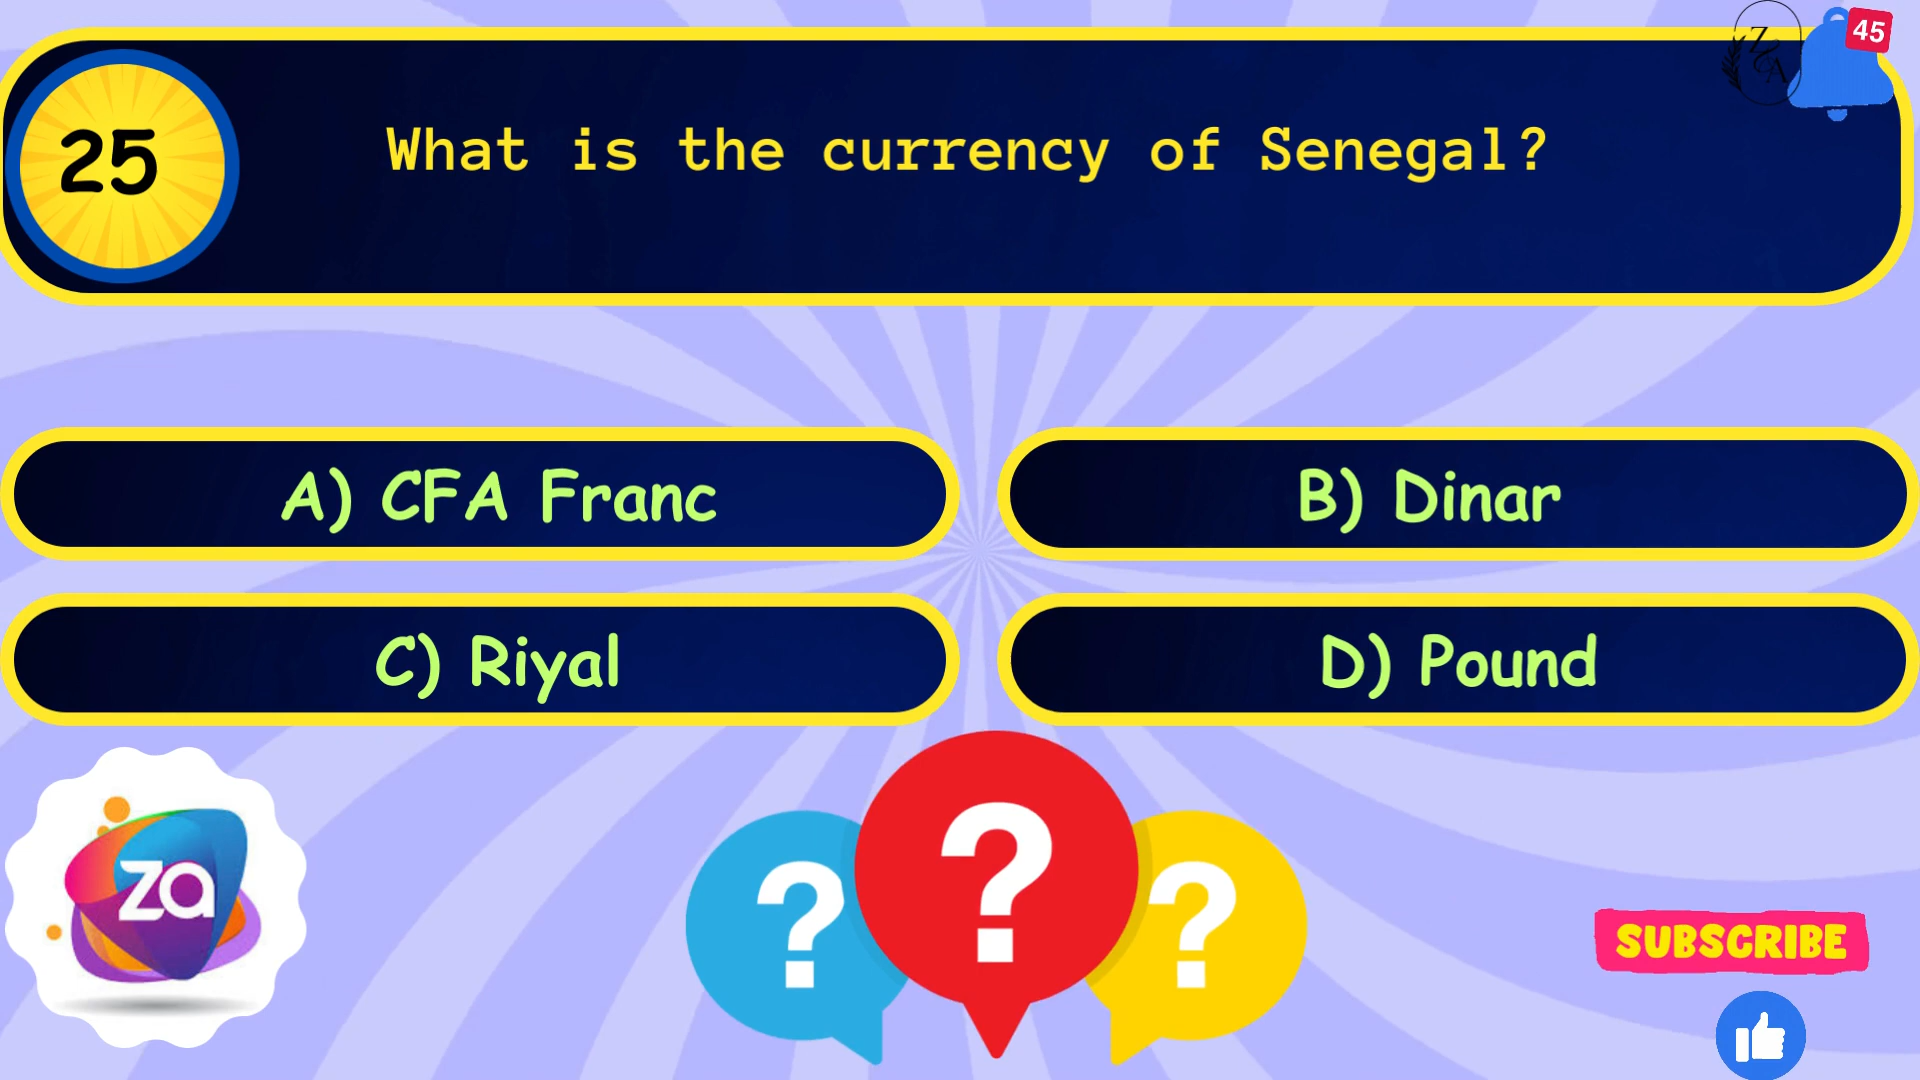 45
25
What is the currency of Senegal?
A) CFA Franc
B) Dinar
C) Riyal
D) Pound
? ? ?
za
SUBSCRIBE